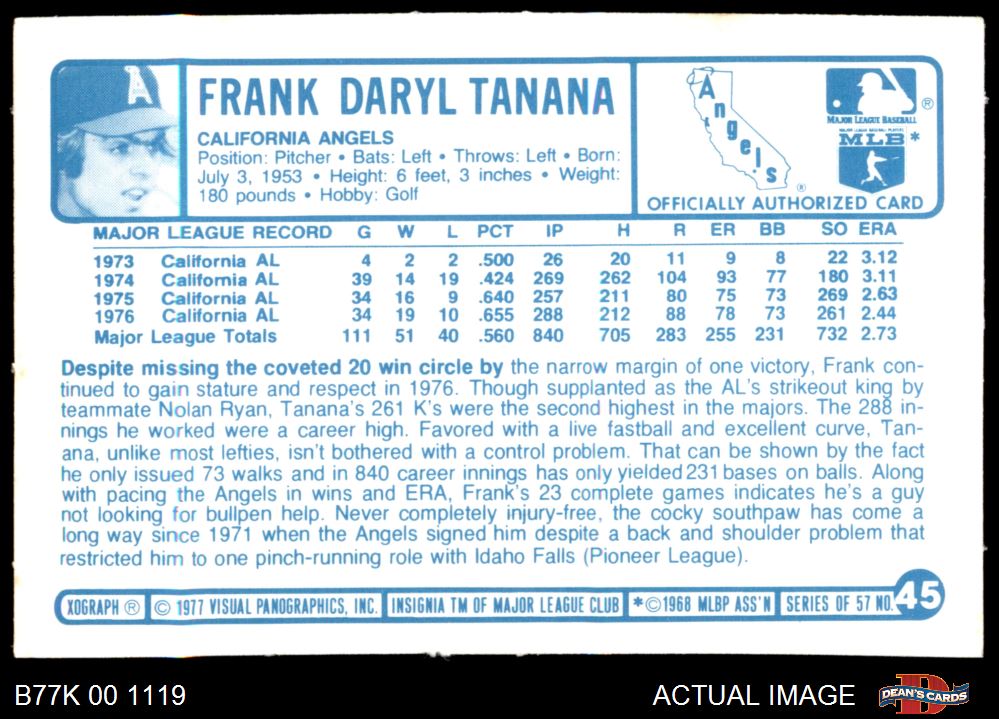 A
FRANK DARYL TANANA
CALIFORNIA ANGELS
Position: Pitcher • Bats: Left • Throws: Left • Born:
July 3, 1953 • Height: 6 feet, 3 inches • Weight:
180 pounds • Hobby: Golf
Angels ®
®
MAJOR LEAGUE BASEBALL
MAJOR LEAGUE BASEBALL PLAYERS
MLB *
OFFICIALLY AUTHORIZED CARD
MAJOR LEAGUE RECORD G W L PCT IP H R ER BB SO ERA
1973 California AL 4 2 2 .500 26 20 11 9 8 22 3.12
1974 California AL 39 14 19 .424 269 262 104 93 77 180 3.11
1975 California AL 34 16 9 .640 257 211 80 75 73 269 2.63
1976 California AL 34 19 10 .655 288 212 88 78 73 261 2.44
Major League Totals 111 51 40 .560 840 705 283 255 231 732 2.73
Despite missing the coveted 20 win circle by the narrow margin of one victory, Frank con-
tinued to gain stature and respect in 1976. Though supplanted as the AL's strikeout king by
teammate Nolan Ryan, Tanana's 261 K's were the second highest in the majors. The 288 in-
nings he worked were a career high. Favored with a live fastball and excellent curve, Tan-
ana, unlike most lefties, isn't bothered with a control problem. That can be shown by the fact
he only issued 73 walks and in 840 career innings has only yielded 231 bases on balls. Along
with pacing the Angels in wins and ERA, Frank's 23 complete games indicates he's a guy
not looking for bullpen help. Never completely injury-free, the cocky southpaw has come a
long way since 1971 when the Angels signed him despite a back and shoulder problem that
restricted him to one pinch-running role with Idaho Falls (Pioneer League).
XOGRAPH ® © 1977 VISUAL PANOGRAPHICS, INC. INSIGNIA TM OF MAJOR LEAGUE CLUB *©1968 MLBP ASS'N SERIES OF 57 NO. 45
B77K 00 1119 ACTUAL IMAGE DEAN'S CARDS